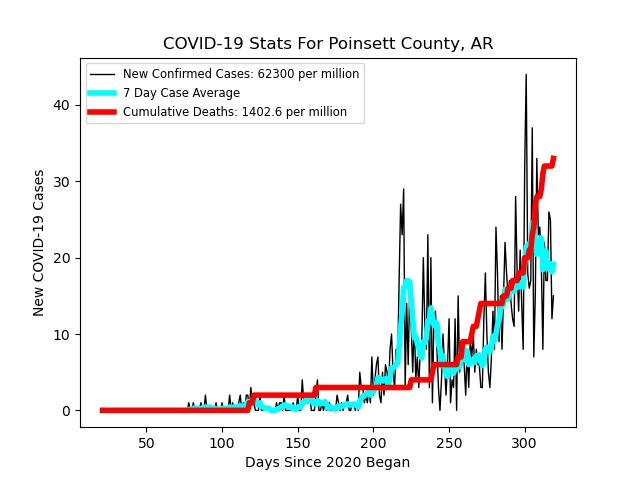 COVID-19 Stats For Poinsett County, AR
New Confirmed Cases: 62300 per million
7 Day Case Average
Cumulative Deaths: 1402.6 per million
New COVID-19 Cases
40
30
20
10
0
50 100 150 200 250 300
Days Since 2020 Began